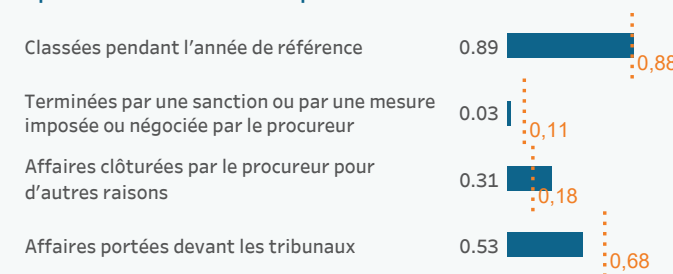 Classées pendant l'année de référence 0.89 0,88
Terminées par une sanction ou par une mesure
imposée ou négociée par le procureur 0.03 0,11
Affaires clôturées par le procureur pour
d'autres raisons 0.31 0,18
Affaires portées devant les tribunaux 0.53 0,68